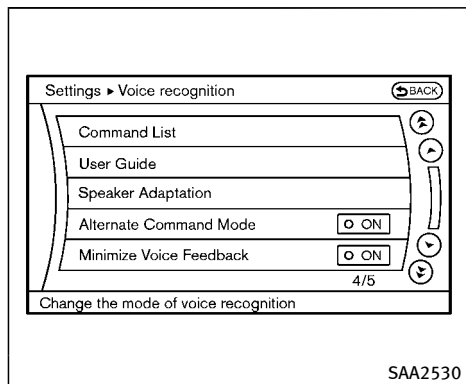 Settings ▸ Voice recognition BACK
Command List
User Guide
Speaker Adaptation
Alternate Command Mode ON
Minimize Voice Feedback ON
4/5
Change the mode of voice recognition
SAA2530